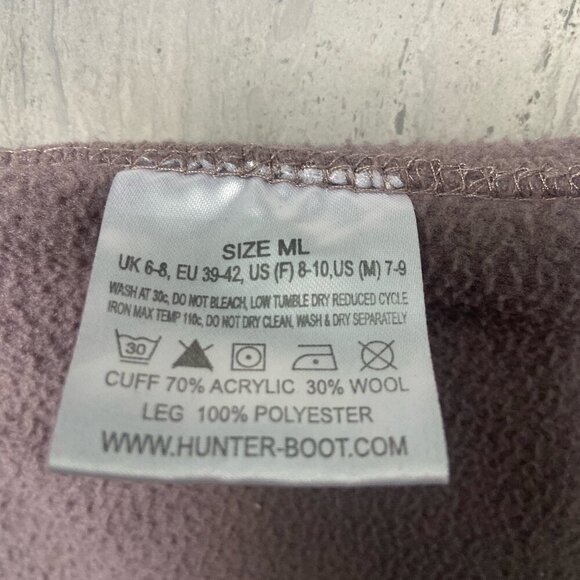 SIZE ML
UK 6-8, EU 39-42, US (F) 8-10,US (M) 7-9
WASH AT 30c, DO NOT BLEACH, LOW TUMBLE DRY REDUCED CYCLE
IRON MAX TEMP 110c, DO NOT DRY CLEAN, WASH & DRY SEPARATELY
30
CUFF 70% ACRYLIC 30% WOOL
LEG 100% POLYESTER
WWW.HUNTER-BOOT.COM